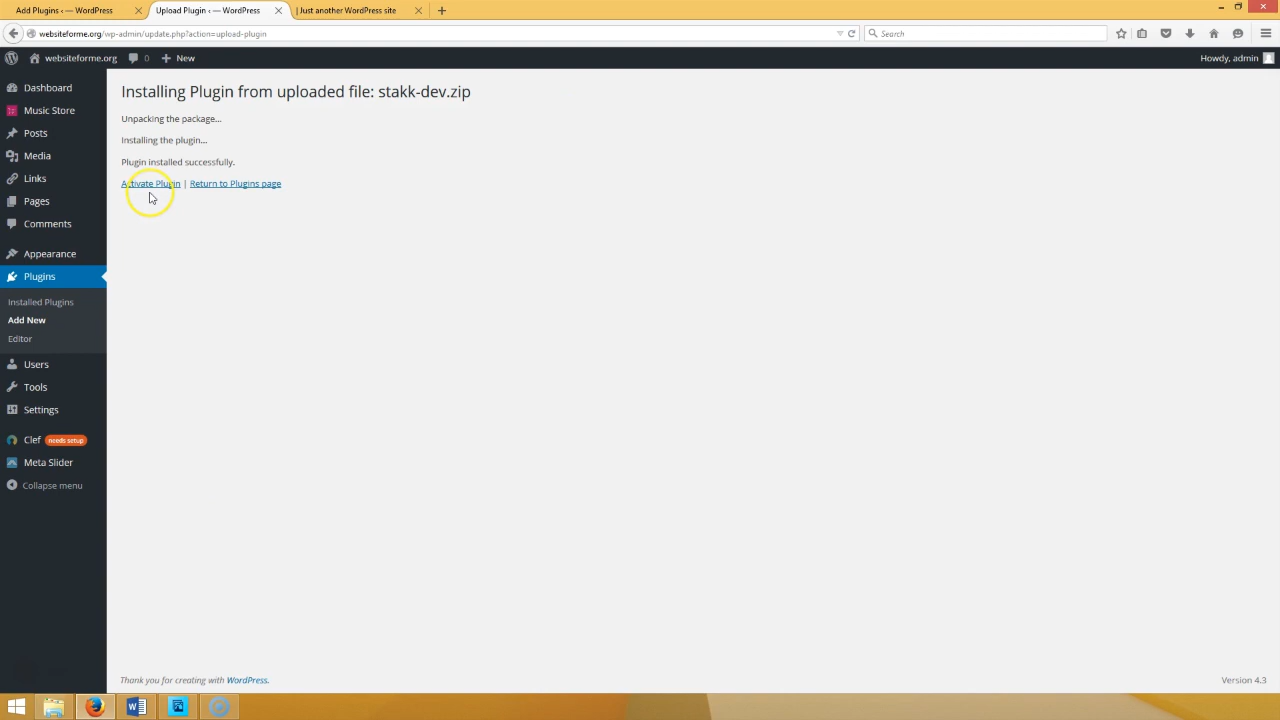 Add Plugins ‹ — WordPress
Upload Plugin ‹ — WordPress
| Just another WordPress site
websiteforme.org/wp-admin/update.php?action=upload-plugin
Search
websiteforme.org
0
New
Howdy, admin
Dashboard
Music Store
Posts
Media
Links
Pages
Comments
Appearance
Plugins
Installed Plugins
Add New
Editor
Users
Tools
Settings
Clef needs setup
Meta Slider
Collapse menu
Installing Plugin from uploaded file: stakk-dev.zip
Unpacking the package…
Installing the plugin…
Plugin installed successfully.
Activate Plugin | Return to Plugins page
Thank you for creating with WordPress.
Version 4.3